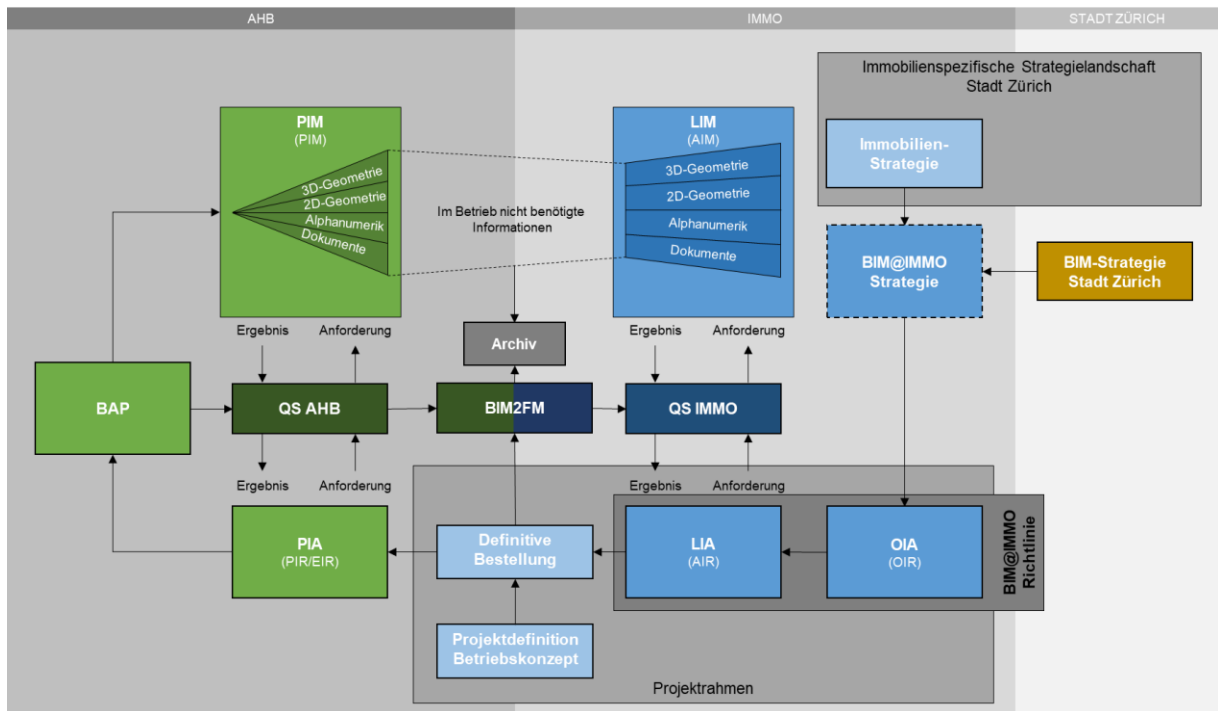 AHB
IMMO
STADT ZÜRICH
Immobilienspezifische Strategielandschaft
Stadt Zürich
PIM
(PIM)
3D-Geometrie
2D-Geometrie
Alphanumerik
Dokumente
Im Betrieb nicht benötigte
Informationen
LIM
(AIM)
3D-Geometrie
2D-Geometrie
Alphanumerik
Dokumente
Immobilien-
Strategie
BIM@IMMO
Strategie
BIM-Strategie
Stadt Zürich
Ergebnis
Anforderung
Archiv
Ergebnis
Anforderung
BAP
QS AHB
BIM2FM
QS IMMO
Ergebnis
Anforderung
Ergebnis
Anforderung
PIA
(PIR/EIR)
Definitive
Bestellung
LIA
(AIR)
OIA
(OIR)
BIM@IMMO
Richtlinie
Projektdefinition
Betriebskonzept
Projektrahmen